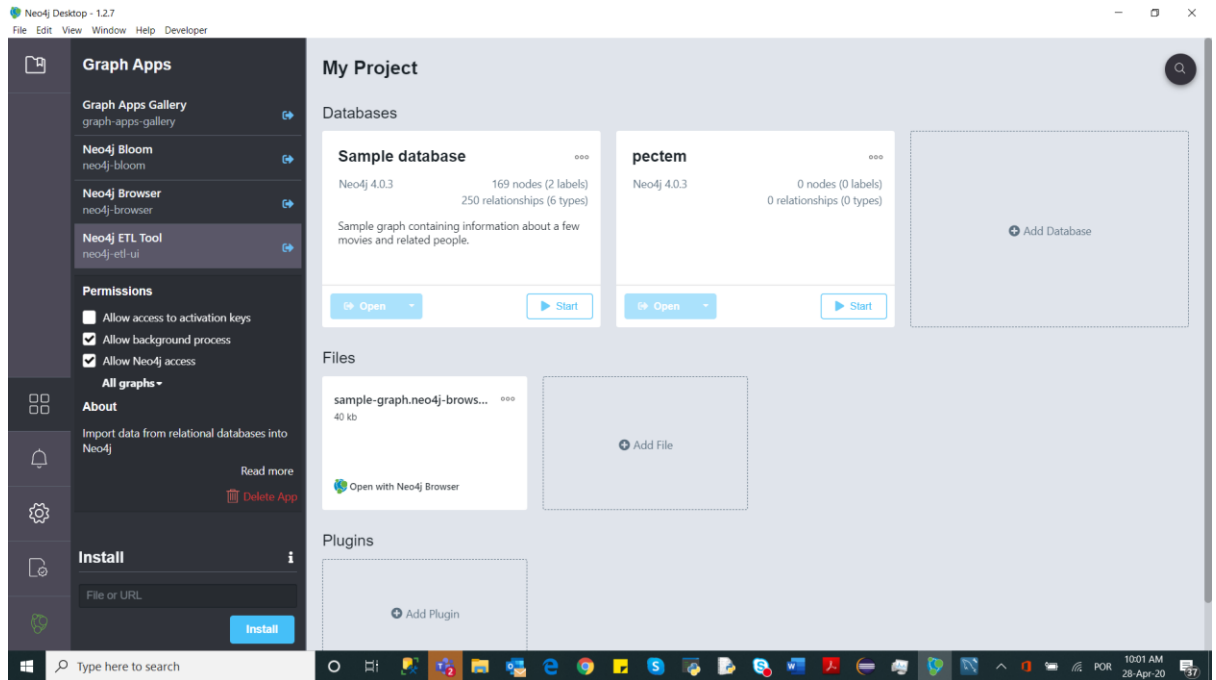 Neo4j Desktop - 1.2.7
File Edit View Window Help Developer
Graph Apps
Graph Apps Gallery
graph-apps-gallery
Neo4j Bloom
neo4j-bloom
Neo4j Browser
neo4j-browser
Neo4j ETL Tool
neo4j-etl-ui
Permissions
Allow access to activation keys
Allow background process
Allow Neo4j access
All graphs
About
Import data from relational databases into
Neo4j
Read more
Delete App
Install
File or URL
Install
My Project
Databases
Sample database
Neo4j 4.0.3 169 nodes (2 labels)
250 relationships (6 types)
Sample graph containing information about a few
movies and related people.
Open Start
pectem
Neo4j 4.0.3 0 nodes (0 labels)
0 relationships (0 types)
Open Start
Add Database
Files
sample-graph.neo4j-brows...
40 kb
Open with Neo4j Browser
Add File
Plugins
Add Plugin
Type here to search
POR
10:01 AM
28-Apr-20
37